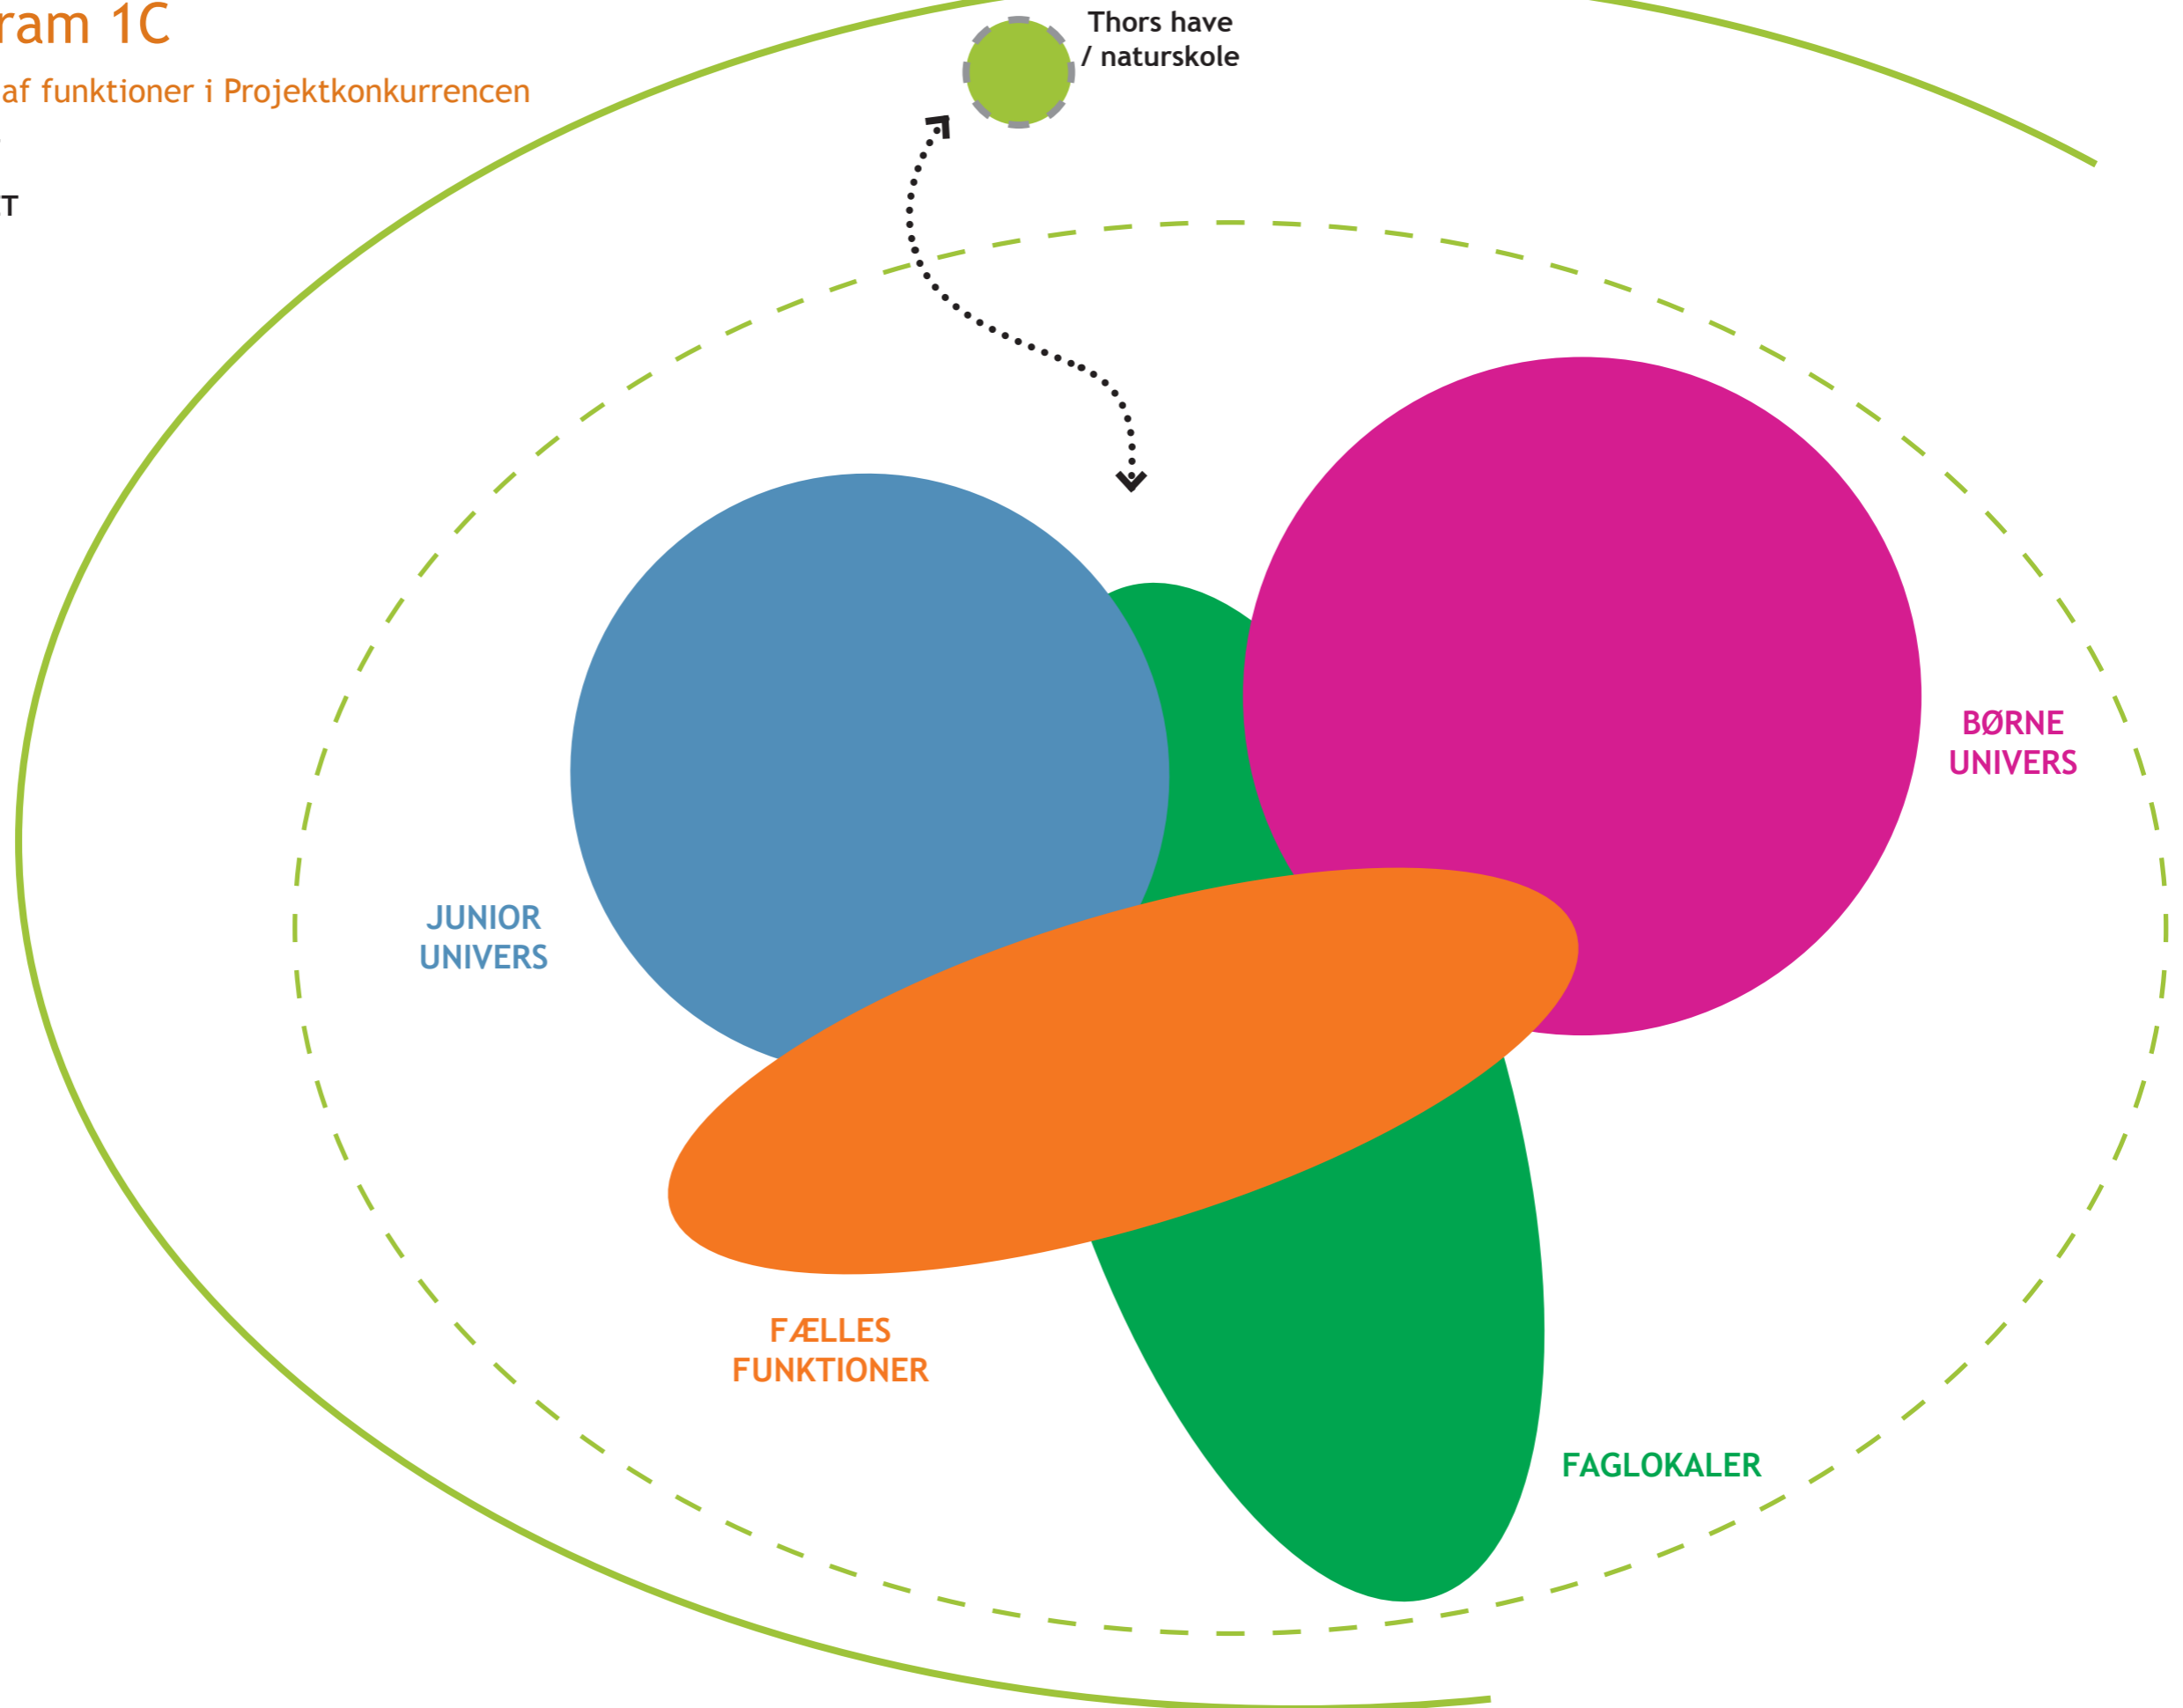 ram 1C
af funktioner i Projektkonkurrencen
T
Thors have
/ naturskole
BØRNE
UNIVERS
JUNIOR
UNIVERS
FÆLLES
FUNKTIONER
FAGLOKALER